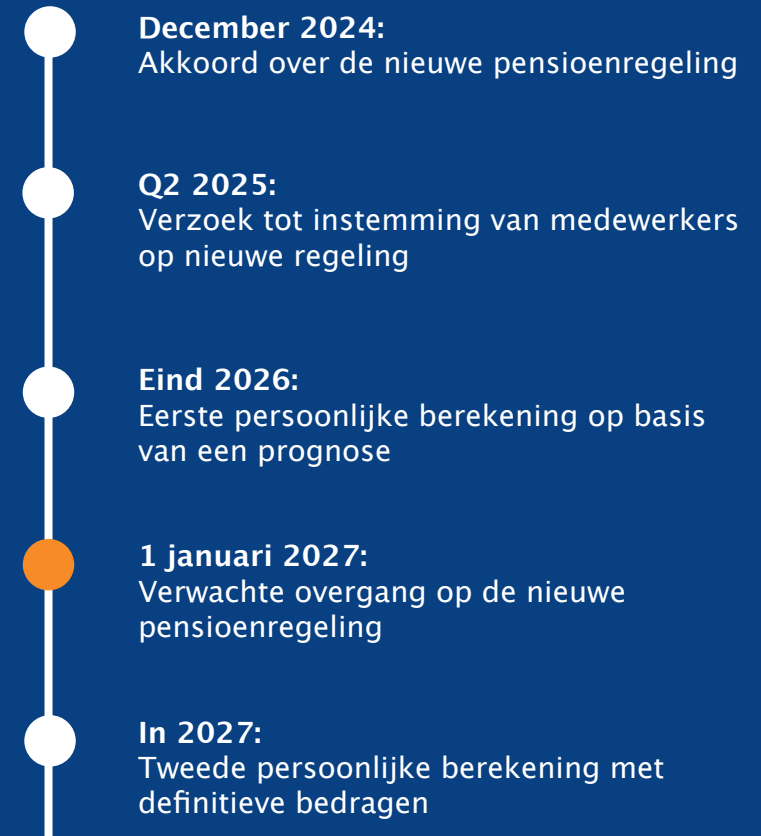 December 2024:
Akkoord over de nieuwe pensioenregeling
Q2 2025:
Verzoek tot instemming van medewerkers
op nieuwe regeling
Eind 2026:
Eerste persoonlijke berekening op basis
van een prognose
1 januari 2027:
Verwachte overgang op de nieuwe
pensioenregeling
In 2027:
Tweede persoonlijke berekening met
definitieve bedragen